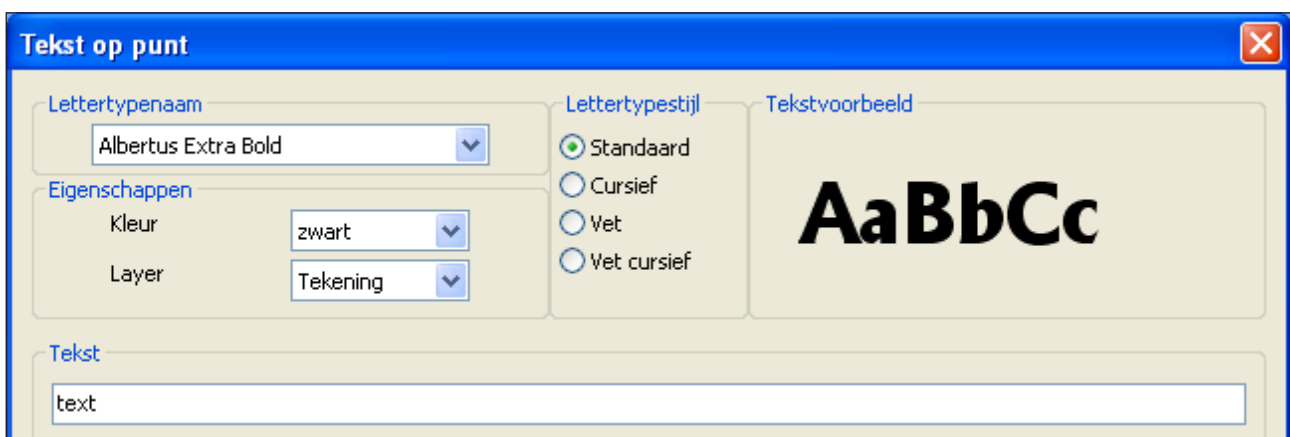 Tekst op punt
Lettertypenaam
Albertus Extra Bold
Eigenschappen
Kleur zwart
Layer Tekening
Lettertypestijl
Standaard
Cursief
Vet
Vet cursief
Tekstvoorbeeld
AaBbCc
Tekst
text